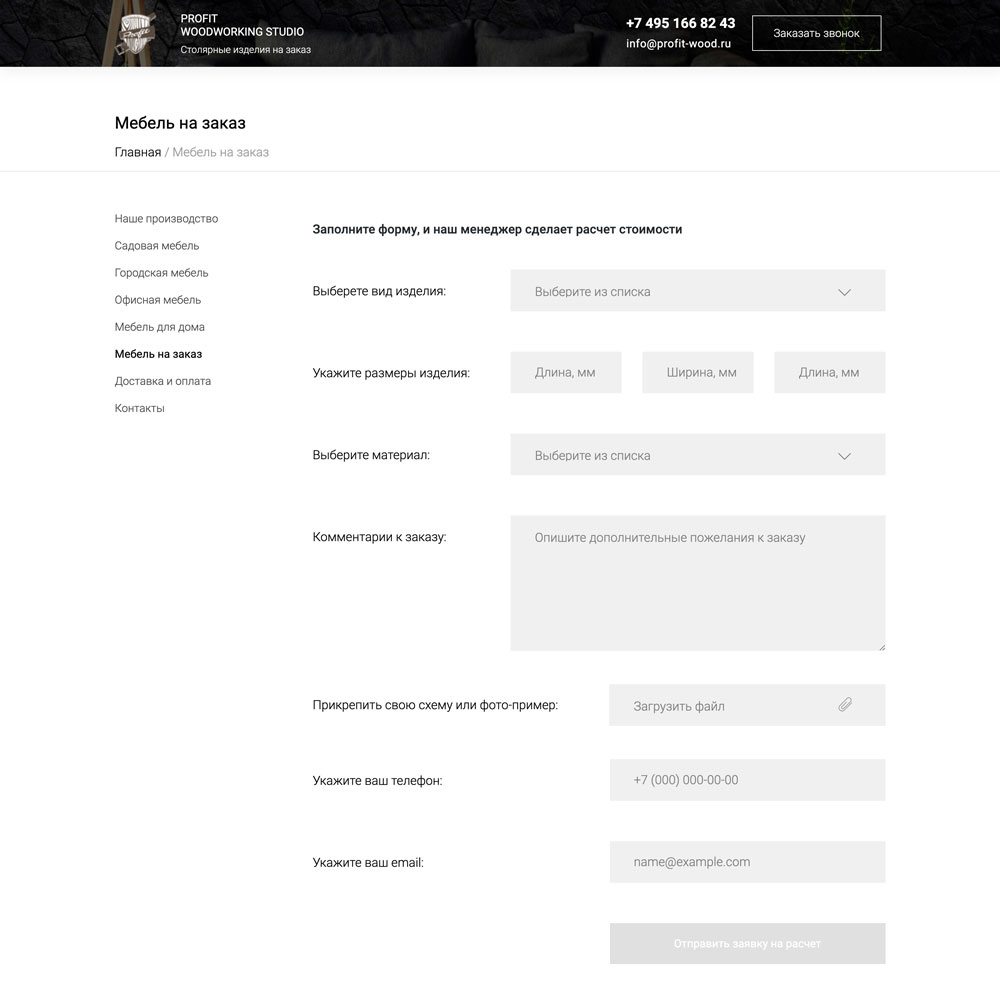 Profit
PROFIT
WOODWORKING STUDIO
Столярные изделия на заказ
+7 495 166 82 43
info@profit-wood.ru
Заказать звонок
Мебель на заказ
Главная / Мебель на заказ
Наше производство
Садовая мебель
Городская мебель
Офисная мебель
Мебель для дома
Мебель на заказ
Доставка и оплата
Контакты
Заполните форму, и наш менеджер сделает расчет стоимости
Выберете вид изделия:
Выберите из списка
Укажите размеры изделия:
Длина, мм
Ширина, мм
Длина, мм
Выберите материал:
Выберите из списка
Комментарии к заказу:
Опишите дополнительные пожелания к заказу
Прикрепить свою схему или фото-пример:
Загрузить файл
Укажите ваш телефон:
+7 (000) 000-00-00
Укажите ваш email:
name@example.com
Отправить заявку на расчет